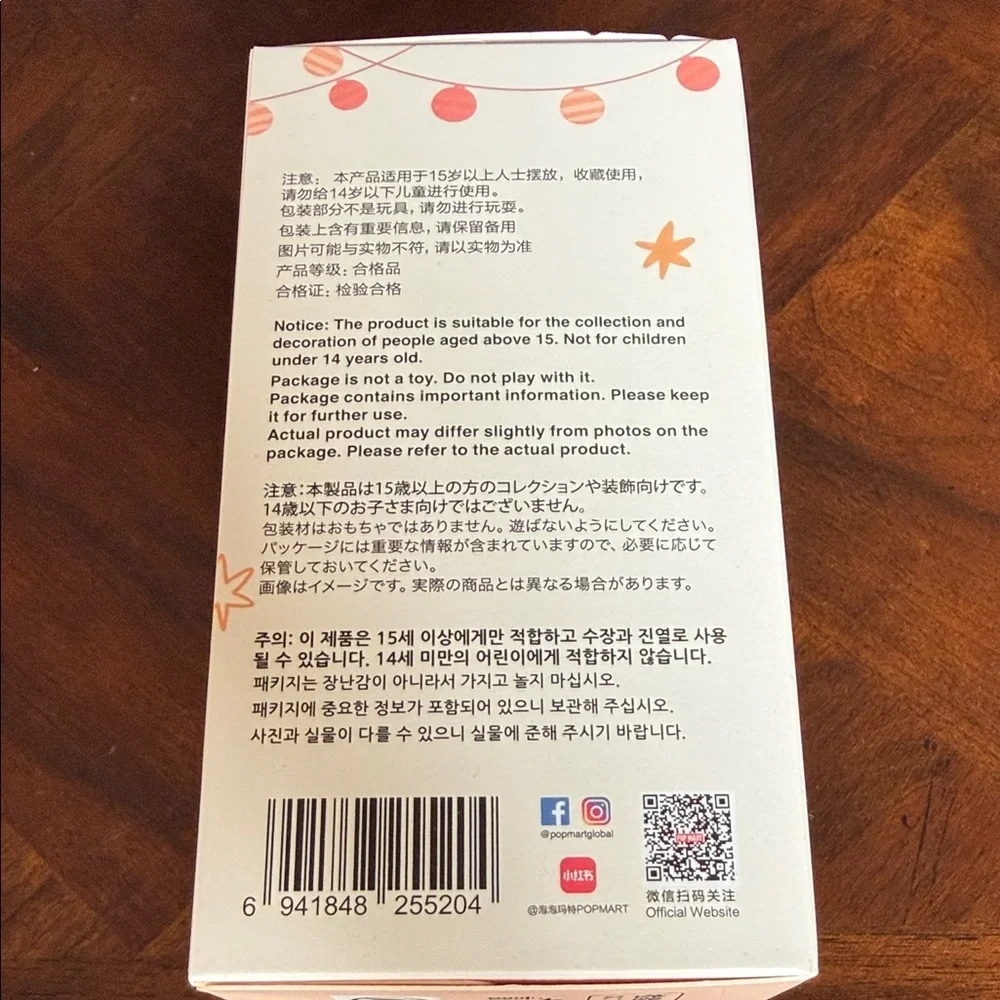 注意： 本产品适用于15岁以上人士摆放，收藏使用，
请勿给14岁以下儿童进行使用。
包装部分不是玩具，请勿进行玩耍。
包装上含有重要信息，请保留备用
图片可能与实物不符，请以实物为准
产品等级：合格品
合格证：检验合格
Notice: The product is suitable for the collection and
decoration of people aged above 15. Not for children
under 14 years old.
Package is not a toy. Do not play with it.
Package contains important information. Please keep
it for further use.
Actual product may differ slightly from photos on the
package. Please refer to the actual product.
注意：本製品は15歳以上の方のコレクションや装飾向けです。
14歳以下のお子さま向けではございません。
包装材はおもちゃではありません。遊ばないようにしてください。
パッケージには重要な情報が含まれていますので、必要に応じて
保管しておいてください。
画像はイメージです。実際の商品とは異なる場合があります。
주의: 이 제품은 15세 이상에게만 적합하고 수장과 진열로 사용
될 수 있습니다. 14세 미만의 어린이에게 적합하지 않습니다.
패키지는 장난감이 아니라서 가지고 놀지 마십시오.
패키지에 중요한 정보가 포함되어 있으니 보관해 주십시오.
사진과 실물이 다를 수 있으니 실물에 준해 주시기 바랍니다.
6 941848 255204
@popmartglobal
小红书
@泡泡玛特POPMART
POP MART
微信扫码关注
Official Website